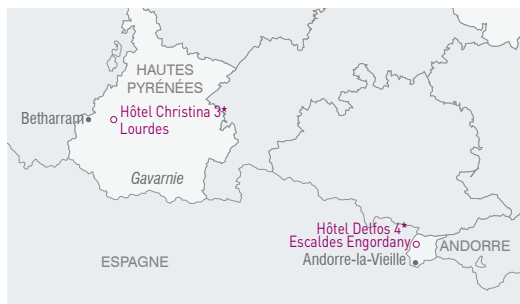 HAUTES
PYRÉNÉES
Betharram
Hôtel Christina 3*
Lourdes
Gavarnie
Hôtel Delfos 4*
Escaldes Engordany
ANDORRE
Andorre-la-Vieille
ESPAGNE